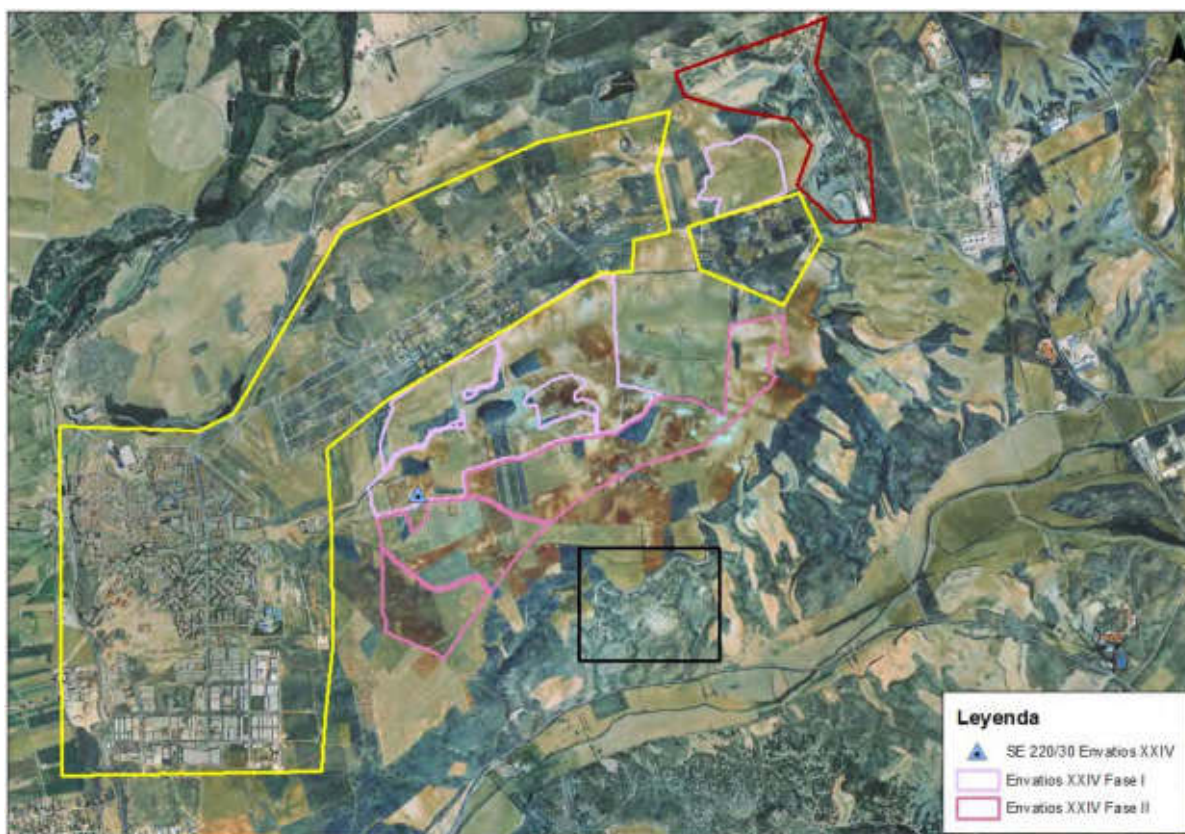 Leyenda
SE 220/30 Envatios XXIV
Envatios XXIV Fase I
Envatios XXIV Fase II